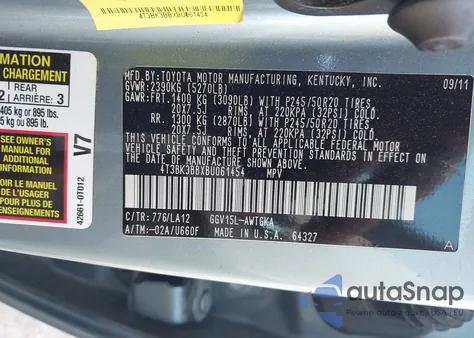 4T3BK3BBXBU061454
MATION
CHARGEMENT
2 ARRIÈRE: 3
405 kg or 895 lbs.
405 kg ou 895 lb.
SEE OWNER'S
MANUAL FOR
ADDITIONAL
INFORMATION
VOIR LE MANUEL
DE L'USAGER
POUR PLUS DE
RENSEIGNEMENTS
V7
42661-0T012
MFD. BY: TOYOTA MOTOR MANUFACTURING, KENTUCKY, INC. 09/11
GVWR: 2390KG (5270LB)
GAWR: FRT. 1400 KG (3090LB) WITH P245/50R20 TIRES,
20X7.5J RIMS, AT 220KPA (32PSI) COLD.
RR. 1300 KG (2870LB) WITH P245/50R20 TIRES,
20X7.5J RIMS, AT 220KPA (32PSI) COLD.
THIS VEHICLE CONFORMS TO ALL APPLICABLE FEDERAL MOTOR
VEHICLE SAFETY STANDARDS IN EFFECT ON THE DATE OF
MANUFACTURE SHOWN ABOVE.
4T3BK3BBXBU061454 MPV
C/TR: 776/LA12 GGV15L-AWTGKA
A/TM: -02A/U660F MADE IN U.S.A. 64327 A
autoSnap